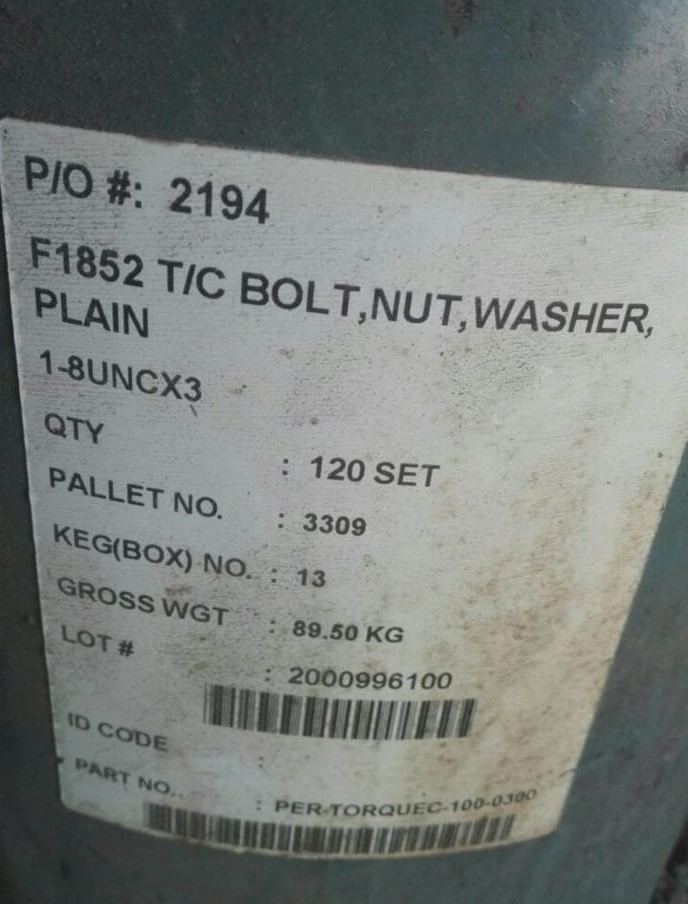 P/O #: 2194
F1852 T/C BOLT,NUT,WASHER,
PLAIN
1-8UNCX3
QTY : 120 SET
PALLET NO. : 3309
KEG(BOX) NO. : 13
GROSS WGT : 89.50 KG
LOT # : 2000996100
ID CODE :
PART NO.. : PER-TORQUEC-100-0300